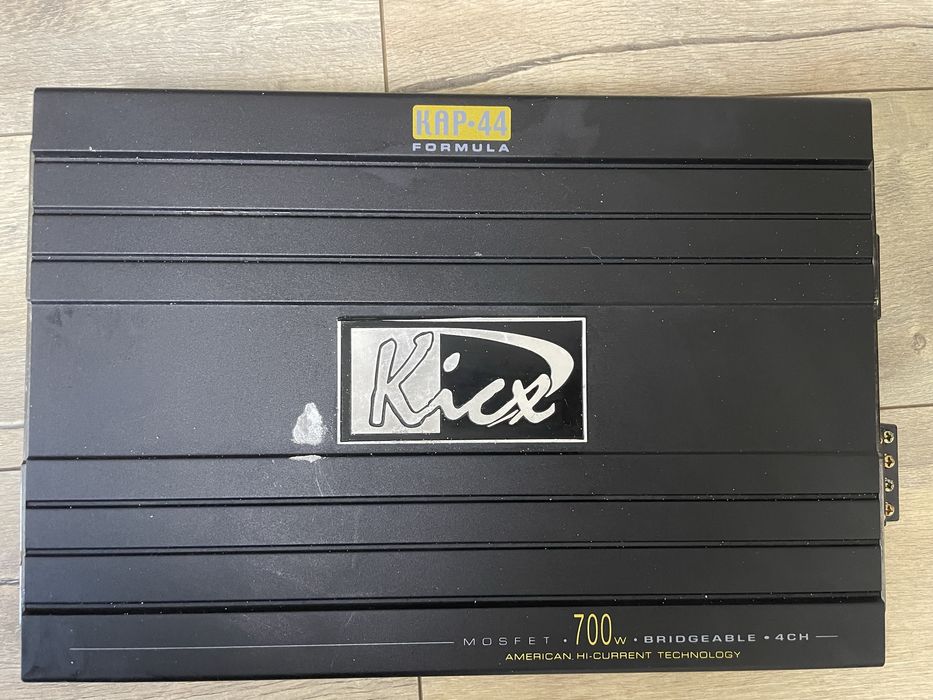 KAP•44
FORMULA
Kicx
MOSFET • 700w • BRIDGEABLE • 4CH
AMERICAN HI-CURRENT TECHNOLOGY